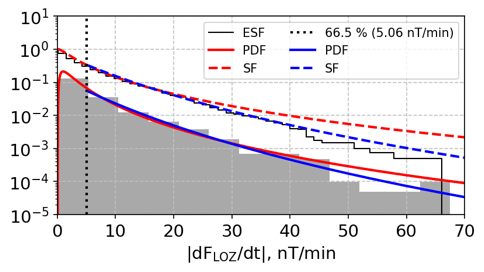 10¹
10⁰
10⁻¹
10⁻²
10⁻³
10⁻⁴
10⁻⁵
ESF
PDF
SF
66.5 % (5.06 nT/min)
PDF
SF
0 10 20 30 40 50 60 70
|dF_LOZ/dt|, nT/min